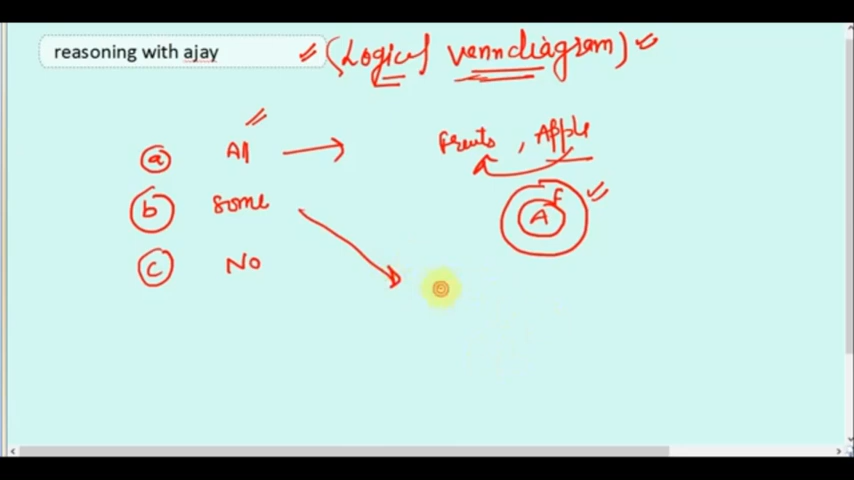 reasoning with ajay
(Logical venndiagram)
a All
Fruits, Apple
b some
A F
c No